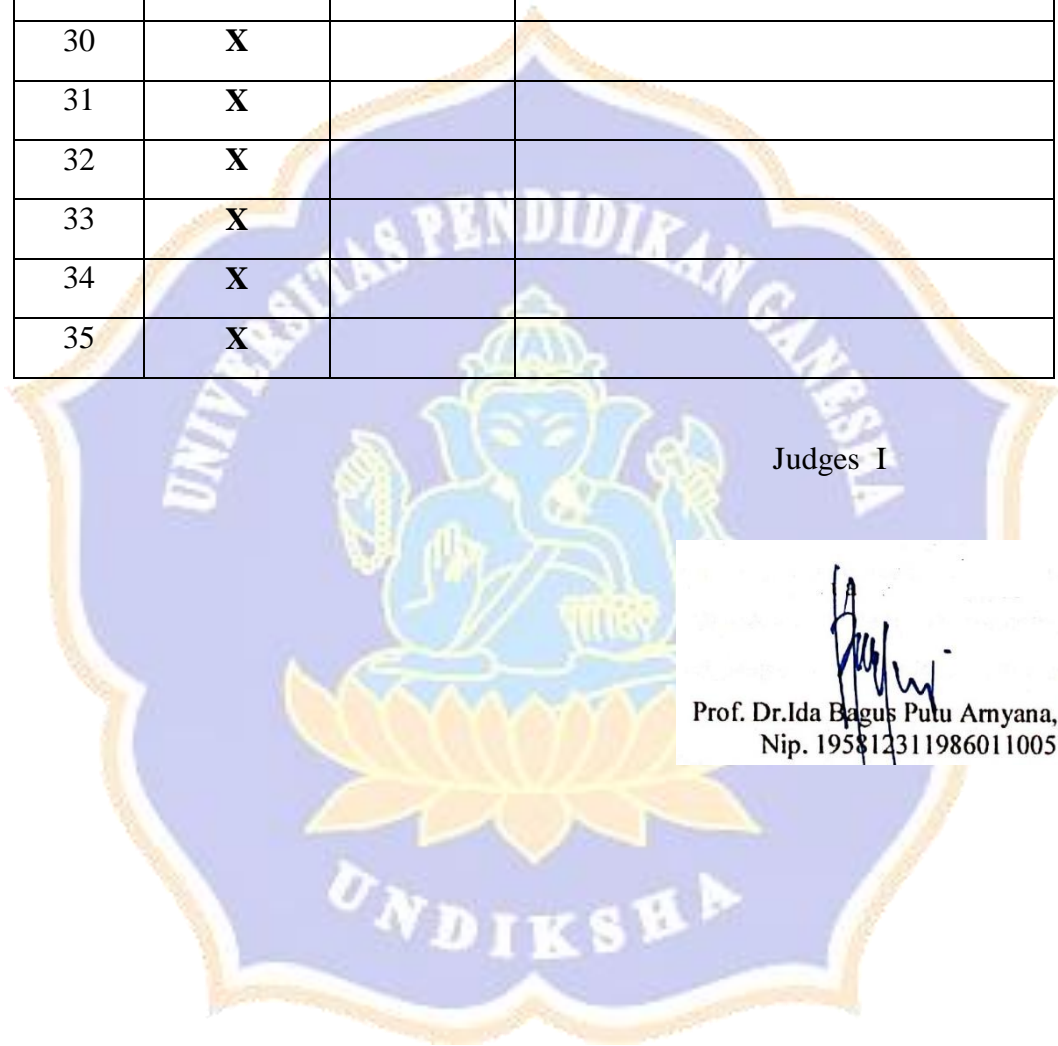 30 X
31 X
32 X
33 X
34 X
35 X
UNIVERSITAS PENDIDIKAN GANESHA
Judges I
Prof. Dr.Ida Bagus Putu Arnyana,
Nip. 195812311986011005
UNDIKSHA